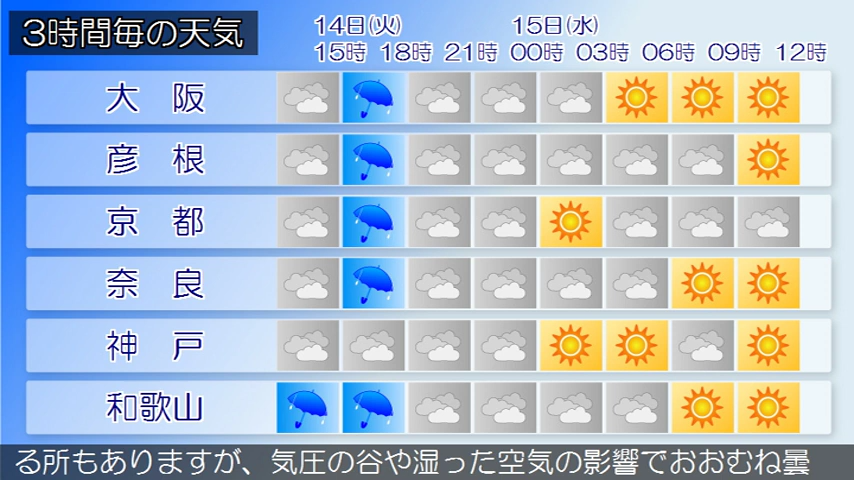 3時間毎の天気
14日(火) 15日(水)
15時 18時 21時 00時 03時 06時 09時 12時
大 阪
彦 根
京 都
奈 良
神 戸
和歌山
る所もありますが、気圧の谷や湿った空気の影響でおおむね曇